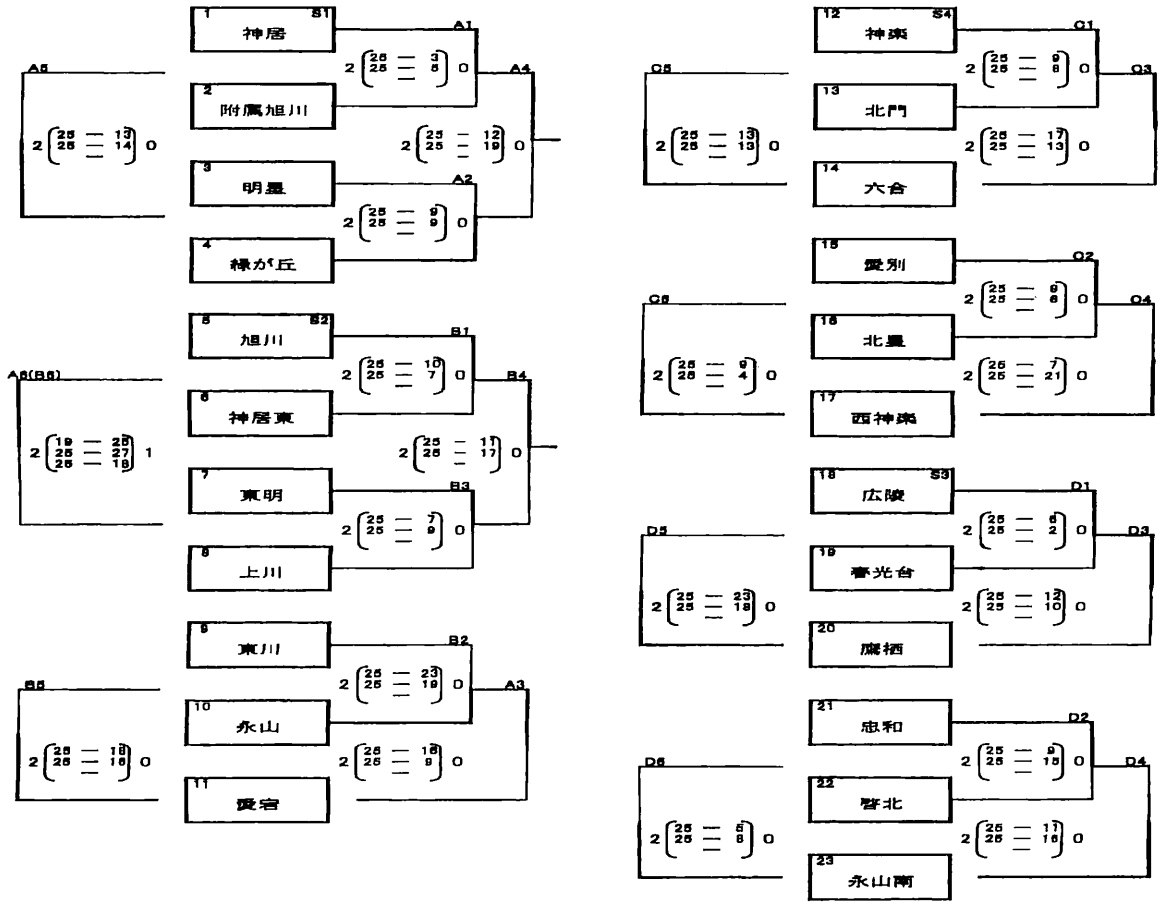 1 神居 S1
A1
2 25 — 3 0
25 — 5
2 附属旭川
A4
A5
2 25 — 13 0
25 — 14
—
2 25 — 12 0
25 — 19
—
3 明星
A2
2 25 — 9 0
25 — 9
—
4 緑が丘
5 旭川 S2
B1
2 25 — 10 0
25 — 7
—
6 神居東
B4
A6(B6)
2 19 — 25 1
25 — 27
25 — 18
2 25 — 11 0
25 — 17
—
7 東明
B3
2 25 — 7 0
25 — 9
—
8 上川
9 東川
B2
2 25 — 23 0
25 — 19
—
10 永山
A3
B5
2 25 — 0
25 — 16
—
2 25 — 0
25 — 9
—
11 愛宕
12 神楽 S4
C1
2 25 — 9 0
25 — 8
—
13 北門
C3
C5
2 25 — 13 0
25 — 13
—
2 25 — 17 0
25 — 13
—
14 六合
15 愛別
C2
2 25 — 9 0
25 — 6
—
16 北星
C4
C6
2 25 — 9 0
25 — 4
—
2 25 — 7 0
25 — 21
—
17 西神楽
18 広陵 S3
D1
2 25 — 0
25 — 2
—
19 春光台
D3
D5
2 25 — 23 0
25 — 18
—
2 25 — 12 0
25 — 10
—
20 鷹栖
21 忠和
D2
2 25 — 9 0
25 — 15
—
22 啓北
D4
D6
2 25 — 5 0
25 — 8
—
2 25 — 11 0
25 — 16
—
23 永山南